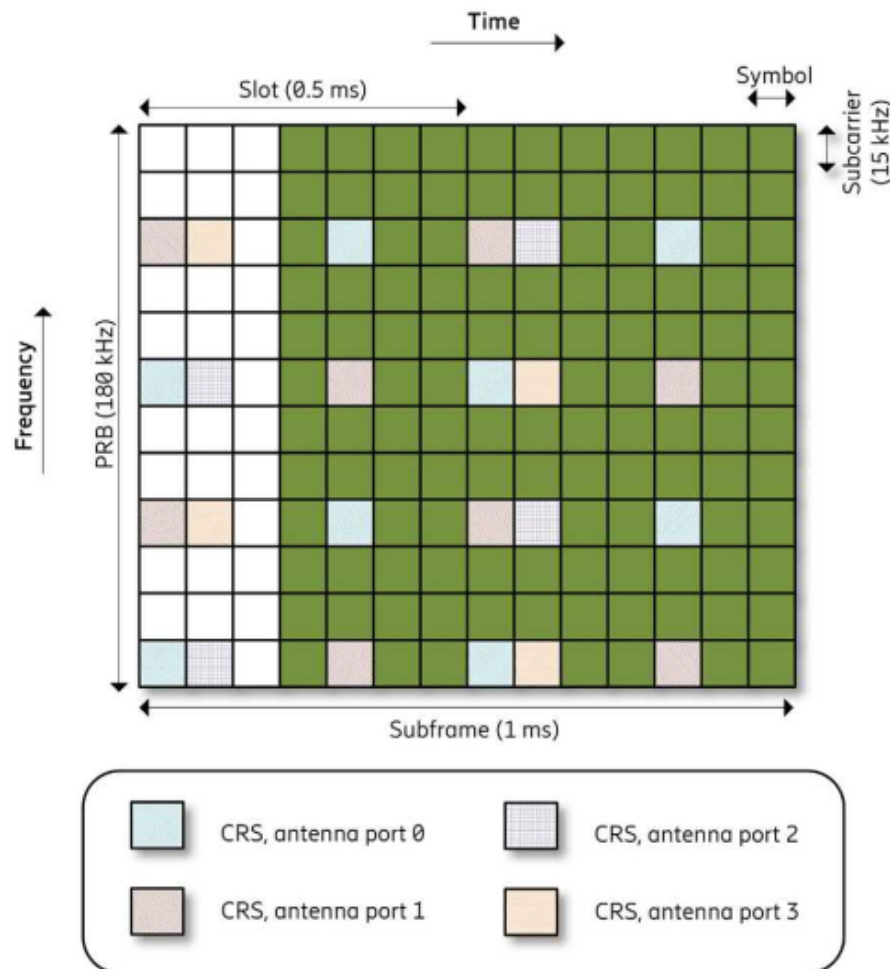 Time
Slot (0.5 ms)
Symbol
Subcarrier
(15 kHz)
Frequency
PRB (180 kHz)
Subframe (1 ms)
CRS, antenna port 0
CRS, antenna port 2
CRS, antenna port 1
CRS, antenna port 3